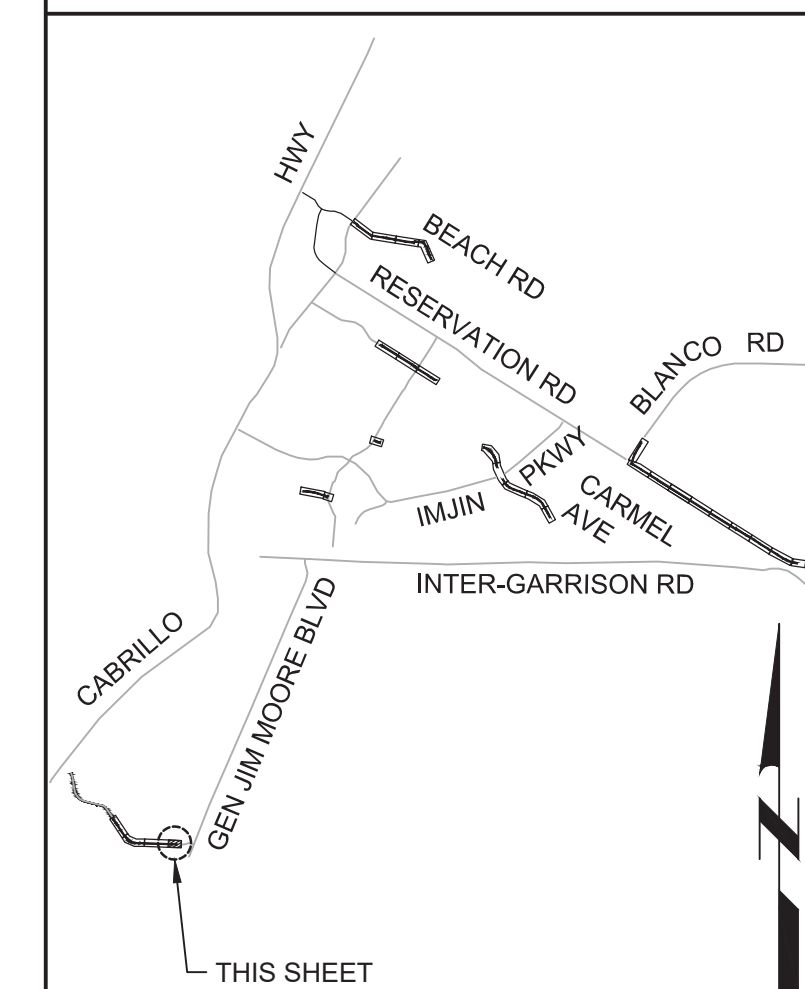 HWY
BEACH RD
RESERVATION RD
BLANCO RD
IMJIN PKWY
CARMEL
AVE
INTER-GARRISON RD
CABRILLO
GEN JIM MOORE BLVD
THIS SHEET